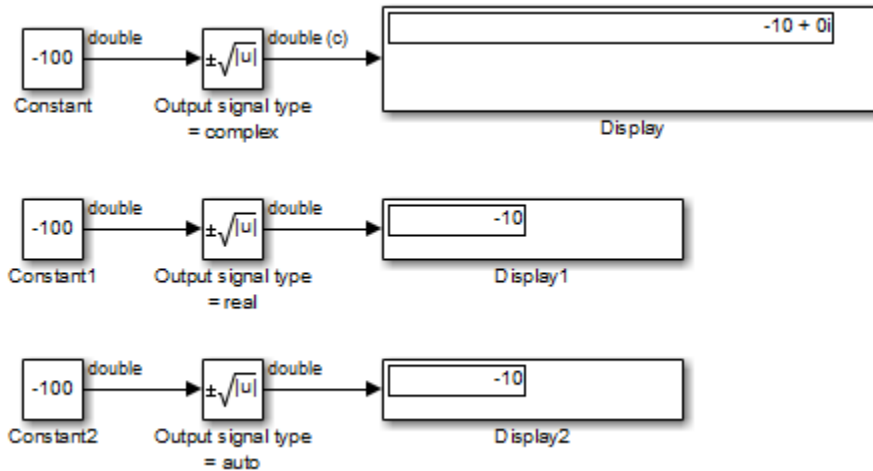 double
double (c)
-10 + 0i
-100
±√|u|
Constant
Output signal type
= complex
Display
double
double
-10
-100
±√|u|
Constant1
Output signal type
= real
Display1
double
double
-10
-100
±√|u|
Constant2
Output signal type
= auto
Display2